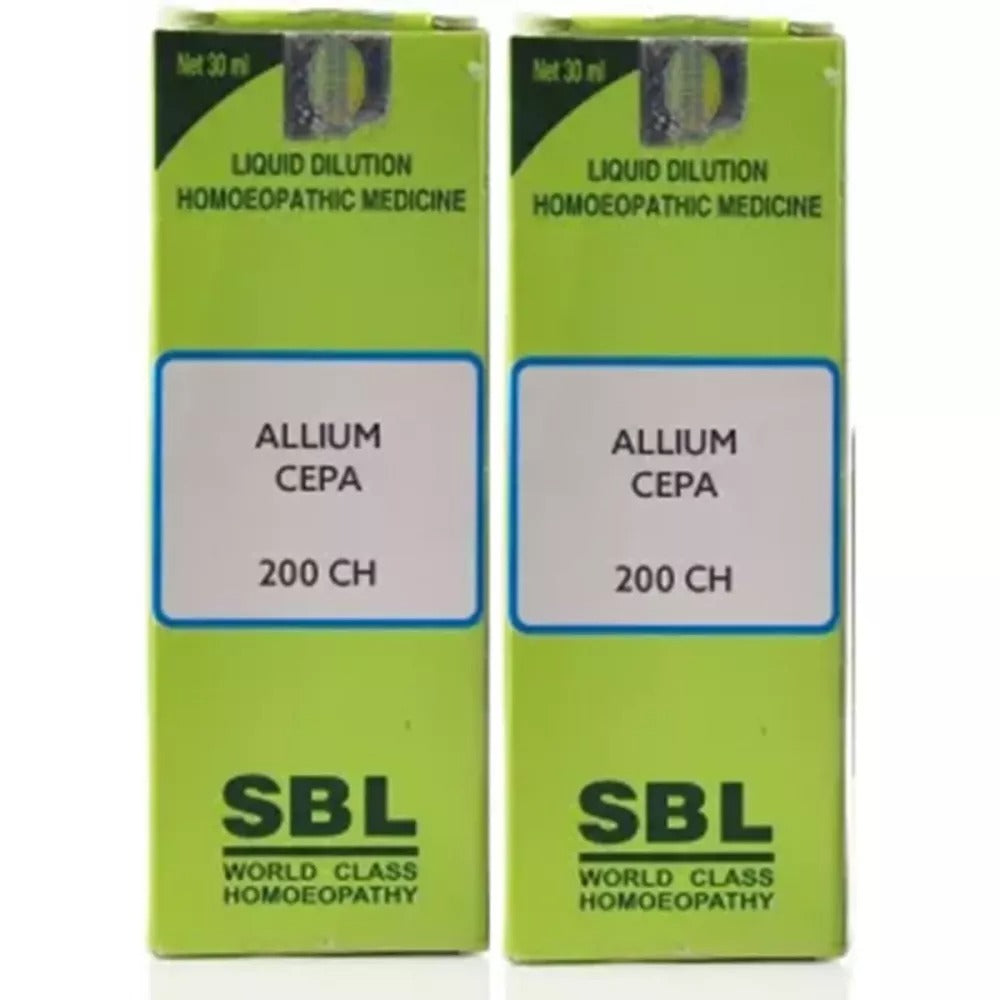 Net 30 ml
LIQUID DILUTION
HOMOEOPATHIC MEDICINE
ALLIUM
CEPA
200 CH
SBL
WORLD CLASS
HOMOEOPATHY
Net 30 ml
LIQUID DILUTION
HOMOEOPATHIC MEDICINE
ALLIUM
CEPA
200 CH
SBL
WORLD CLASS
HOMOEOPATHY